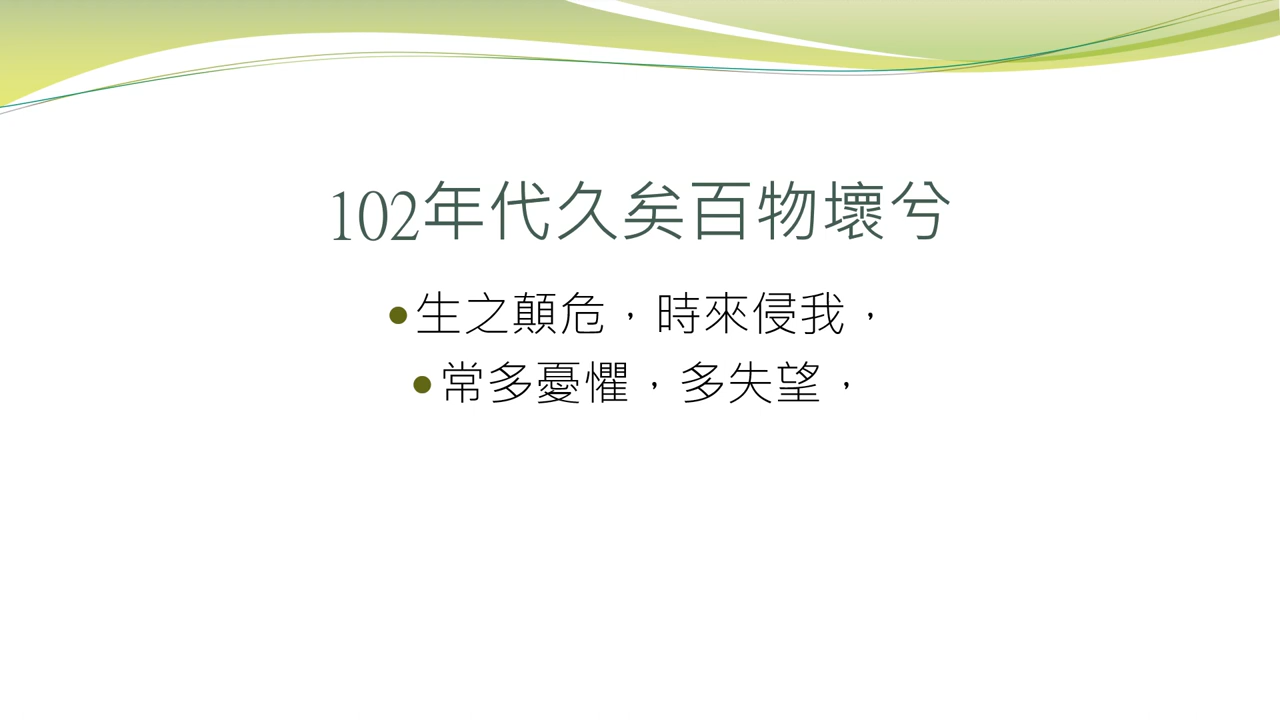 102年代久矣百物壞兮
•生之顛危，時來侵我，
•常多憂懼，多失望，